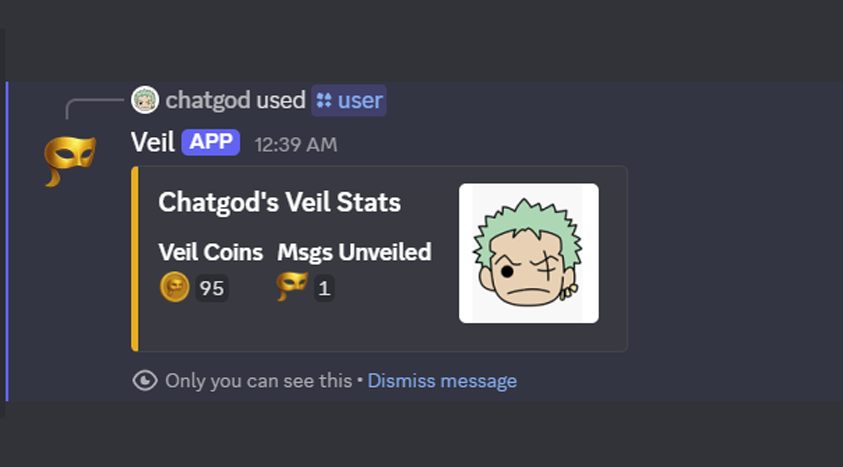 chatgod used user
Veil APP 12:39 AM
Chatgod's Veil Stats
Veil Coins Msgs Unveiled
95 1
Only you can see this • Dismiss message